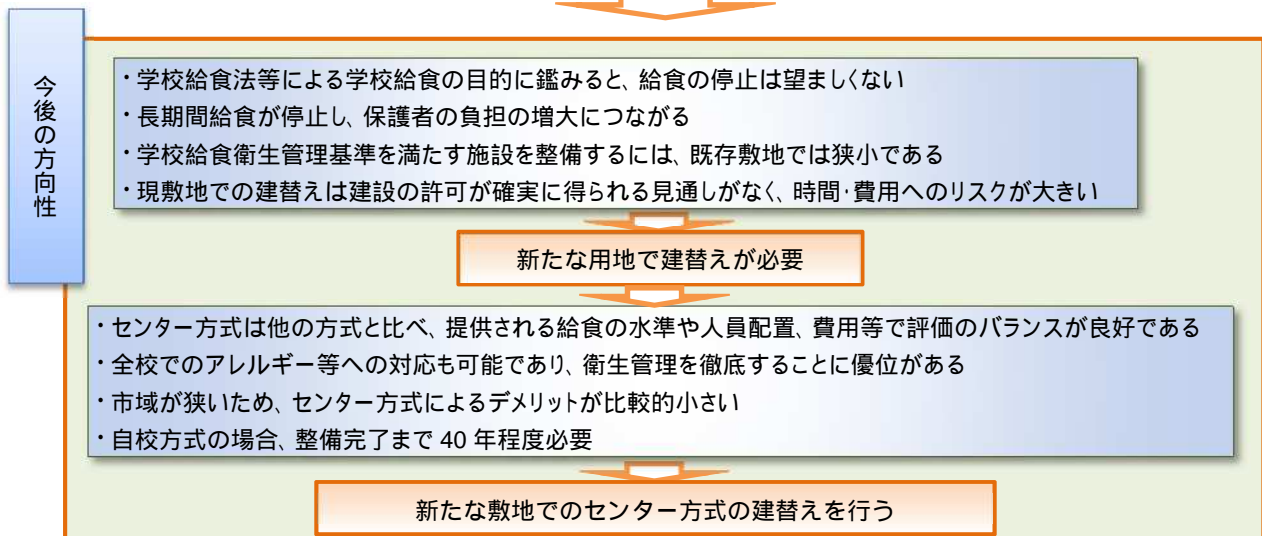 今後の方向性
・学校給食法等による学校給食の目的に鑑みると、給食の停止は望ましくない
・長期間給食が停止し、保護者の負担の増大につながる
・学校給食衛生管理基準を満たす施設を整備するには、既存敷地では狭小である
・現敷地での建替えは建設の許可が確実に得られる見通しがなく、時間・費用へのリスクが大きい
新たな用地で建替えが必要
・センター方式は他の方式と比べ、提供される給食の水準や人員配置、費用等で評価のバランスが良好である
・全校でのアレルギー等への対応も可能であり、衛生管理を徹底することに優位がある
・市域が狭いため、センター方式によるデメリットが比較的小さい
・自校方式の場合、整備完了まで 40 年程度必要
新たな敷地でのセンター方式の建替えを行う